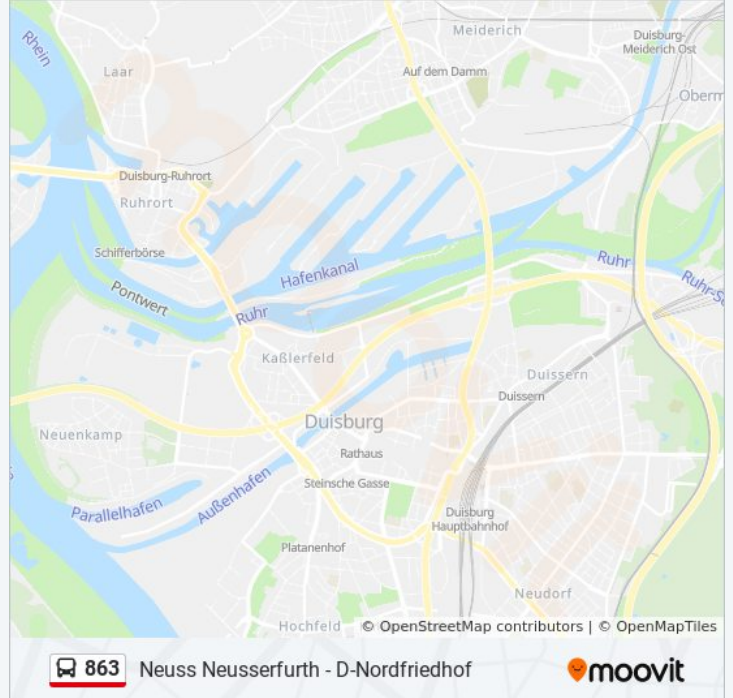 Rhein
Meiderich
Duisburg-
Meiderich Ost
Laar
Auf dem Damm
Oberm
Duisburg-Ruhrort
Ruhrort
Schifferbörse
Hafenkanal
Ruhr
Ruhr-S
Pontwert
Ruhr
Kaßlerfeld
Duissern
Duissern
Duisburg
Neuenkamp
Rathaus
Steinsche Gasse
Außenhafen
Parallelhafen
Duisburg
Hauptbahnhof
Platanenhof
Neudorf
Hochfeld
© OpenStreetMap contributors | © OpenMapTiles
863 Neuss Neusserfurth - D-Nordfriedhof moovit